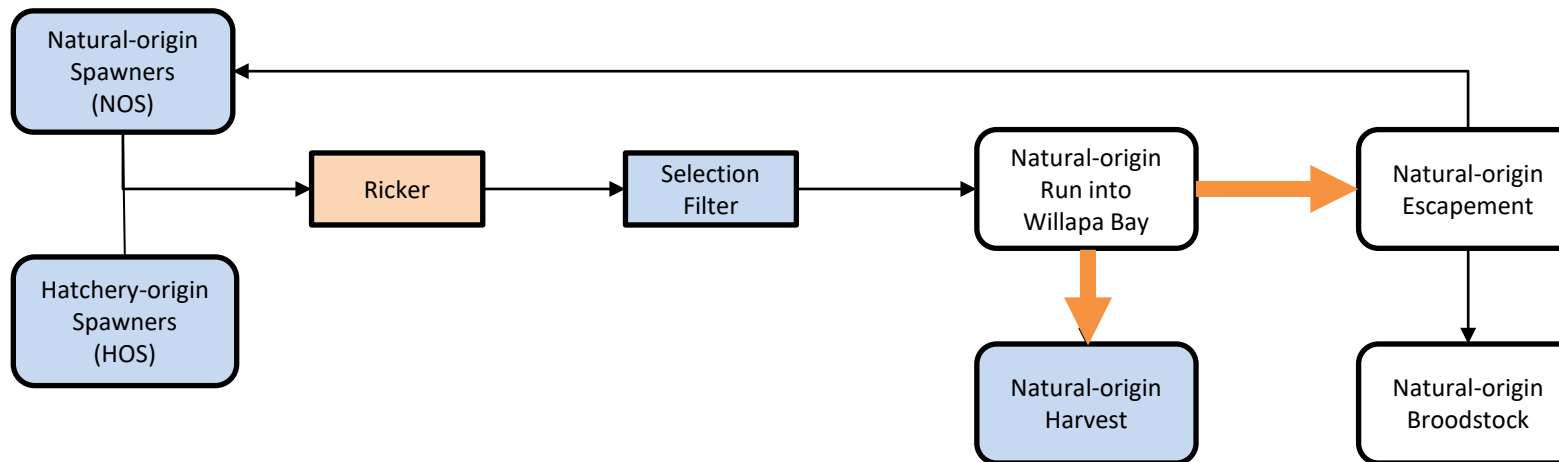 Natural-origin
Spawners
(NOS)
Ricker
Selection
Filter
Natural-origin
Run into
Willapa Bay
Natural-origin
Escapement
Hatchery-origin
Spawners
(HOS)
Natural-origin
Harvest
Natural-origin
Broodstock